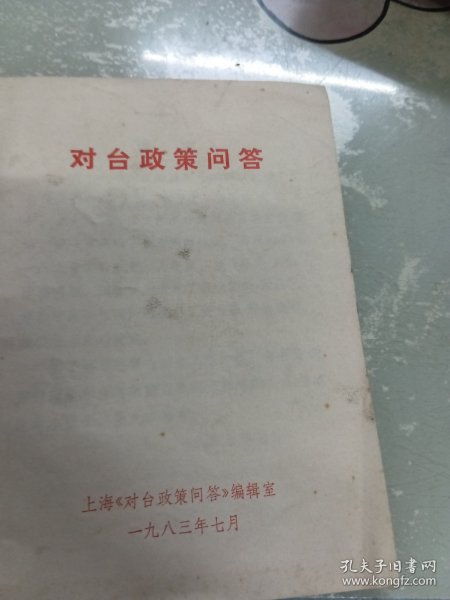 对台政策问答
上海《对台政策问答》编辑室
一九八三年七月
孔夫子旧书网
www.kongfz.com